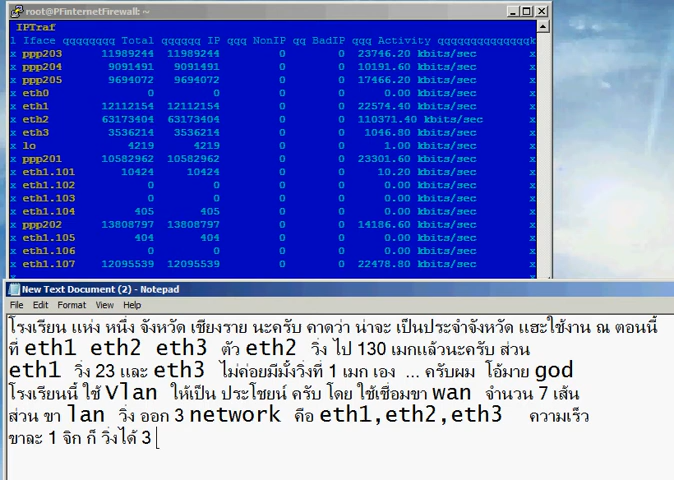 root@PFinternetFirewall: ~
IPTraf
l Iface qqqqqqqq Total qqqqqq IP qqq NonIP qq BadIP qqq Activity qqqqqqqqqqqqqqk
x ppp203 11989244 11989244 0 0 23746.20 kbits/sec x
x ppp204 9091491 9091491 0 0 10191.60 kbits/sec x
x ppp205 9694072 9694072 0 0 17466.20 kbits/sec x
x eth0 0 0 0 0 0.00 kbits/sec x
x eth1 12112154 12112154 0 0 22574.40 kbits/sec x
x eth2 63173404 63173404 0 0 110371.40 kbits/sec x
x eth3 3536214 3536214 0 0 1046.80 kbits/sec x
x lo 4219 4219 0 0 1.00 kbits/sec x
x ppp201 10582962 10582962 0 0 23301.60 kbits/sec x
x eth1.101 10424 10424 0 0 10.20 kbits/sec x
x eth1.102 0 0 0 0 0.00 kbits/sec x
x eth1.103 0 0 0 0 0.00 kbits/sec x
x eth1.104 405 405 0 0 0.00 kbits/sec x
x ppp202 13808797 13808797 0 0 14186.60 kbits/sec x
x eth1.105 404 404 0 0 0.00 kbits/sec x
x eth1.106 0 0 0 0 0.00 kbits/sec x
x eth1.107 12095539 12095539 0 0 22478.80 kbits/sec x
New Text Document (2) - Notepad
File Edit Format View Help
โรงเรียน แห่ง หนึ่ง จังหวัด เชียงราย นะครับ คาดว่า น่าจะ เป็นประจำจังหวัด แฮะใช้งาน ณ ตอนนี้
ที่ eth1 eth2 eth3 ตัว eth2 วิ่ง ไป 130 เมกแล้วนะครับ ส่วน
eth1 วิ่ง 23 และ eth3 ไม่ค่อยมีมั้งวิ่งที่ 1 เมก เอง ... ครับผม โอ้มาย god
โรงเรียนนี้ ใช้ Vlan ให้เป็น ประโยชน์ ครับ โดย ใช้เชื่อมขา wan จำนวน 7 เส้น
ส่วน ขา lan วิ่ง ออก 3 network คือ eth1,eth2,eth3 ความเร็ว
ขาละ 1 จิก ก็ วิ่งได้ 3